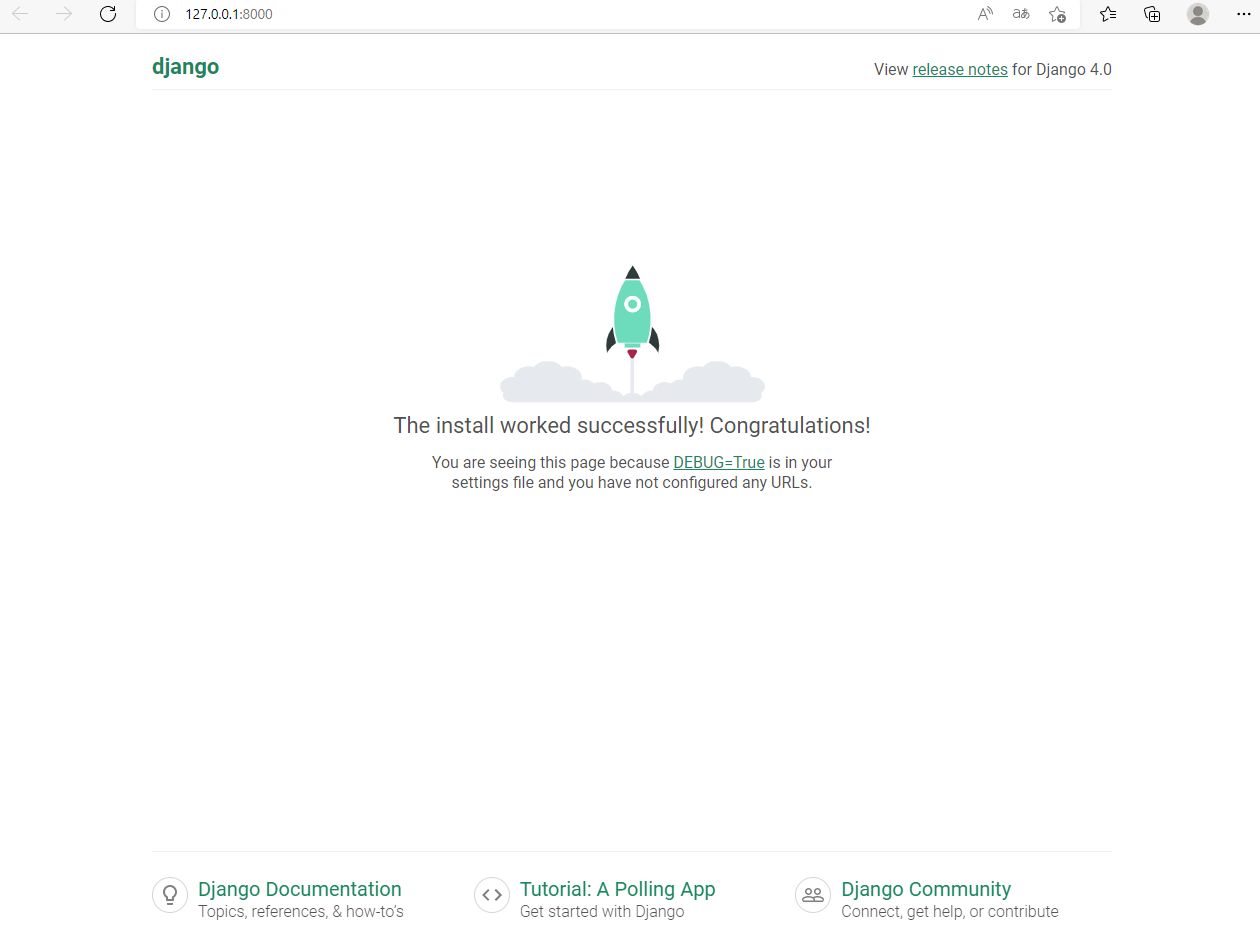 127.0.0.1:8000
django
View release notes for Django 4.0
The install worked successfully! Congratulations!
You are seeing this page because DEBUG=True is in your
settings file and you have not configured any URLs.
Django Documentation
Topics, references, & how-to’s
Tutorial: A Polling App
Get started with Django
Django Community
Connect, get help, or contribute